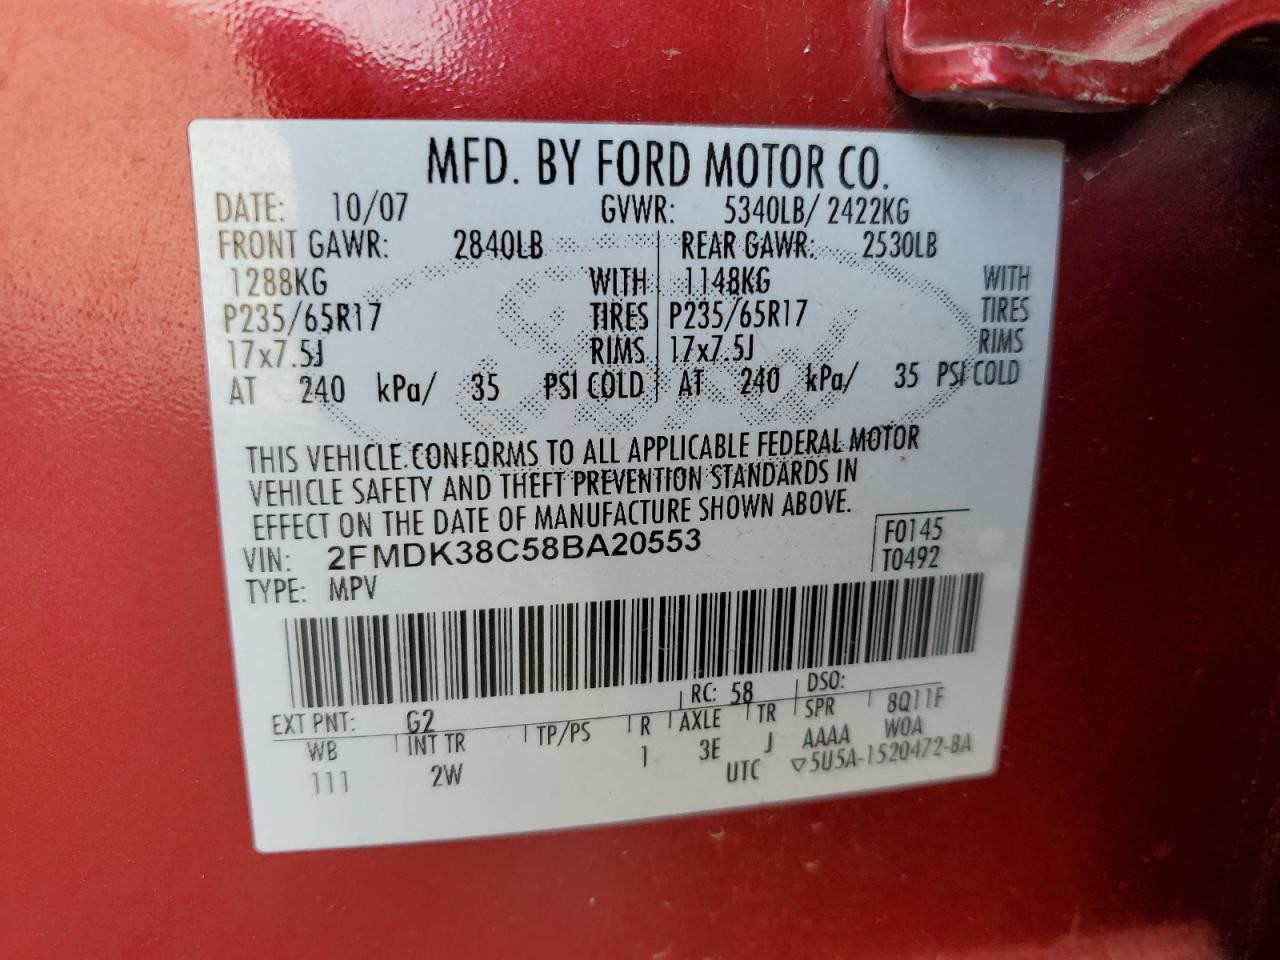 MFD. BY FORD MOTOR CO.
DATE: 10/07 GVWR: 5340LB/ 2422KG
FRONT GAWR: 2840LB REAR GAWR: 2530LB
1288KG WITH 1148KG WITH
P235/65R17 TIRES P235/65R17 TIRES
17x7.5J RIMS 17x7.5J RIMS
AT 240 kPa/ 35 PSI COLD AT 240 kPa/ 35 PSI COLD
THIS VEHICLE CONFORMS TO ALL APPLICABLE FEDERAL MOTOR
VEHICLE SAFETY AND THEFT PREVENTION STANDARDS IN
EFFECT ON THE DATE OF MANUFACTURE SHOWN ABOVE.
VIN: 2FMDK38C58BA20553 F0145
TYPE: MPV T0492
EXT PNT: G2 RC: 58 DSO:
WB INT TR TP/PS R AXLE TR SPR 8Q11F
111 2W 1 3E J AAAA W0A
UTC ▽5U5A-1520472-BA